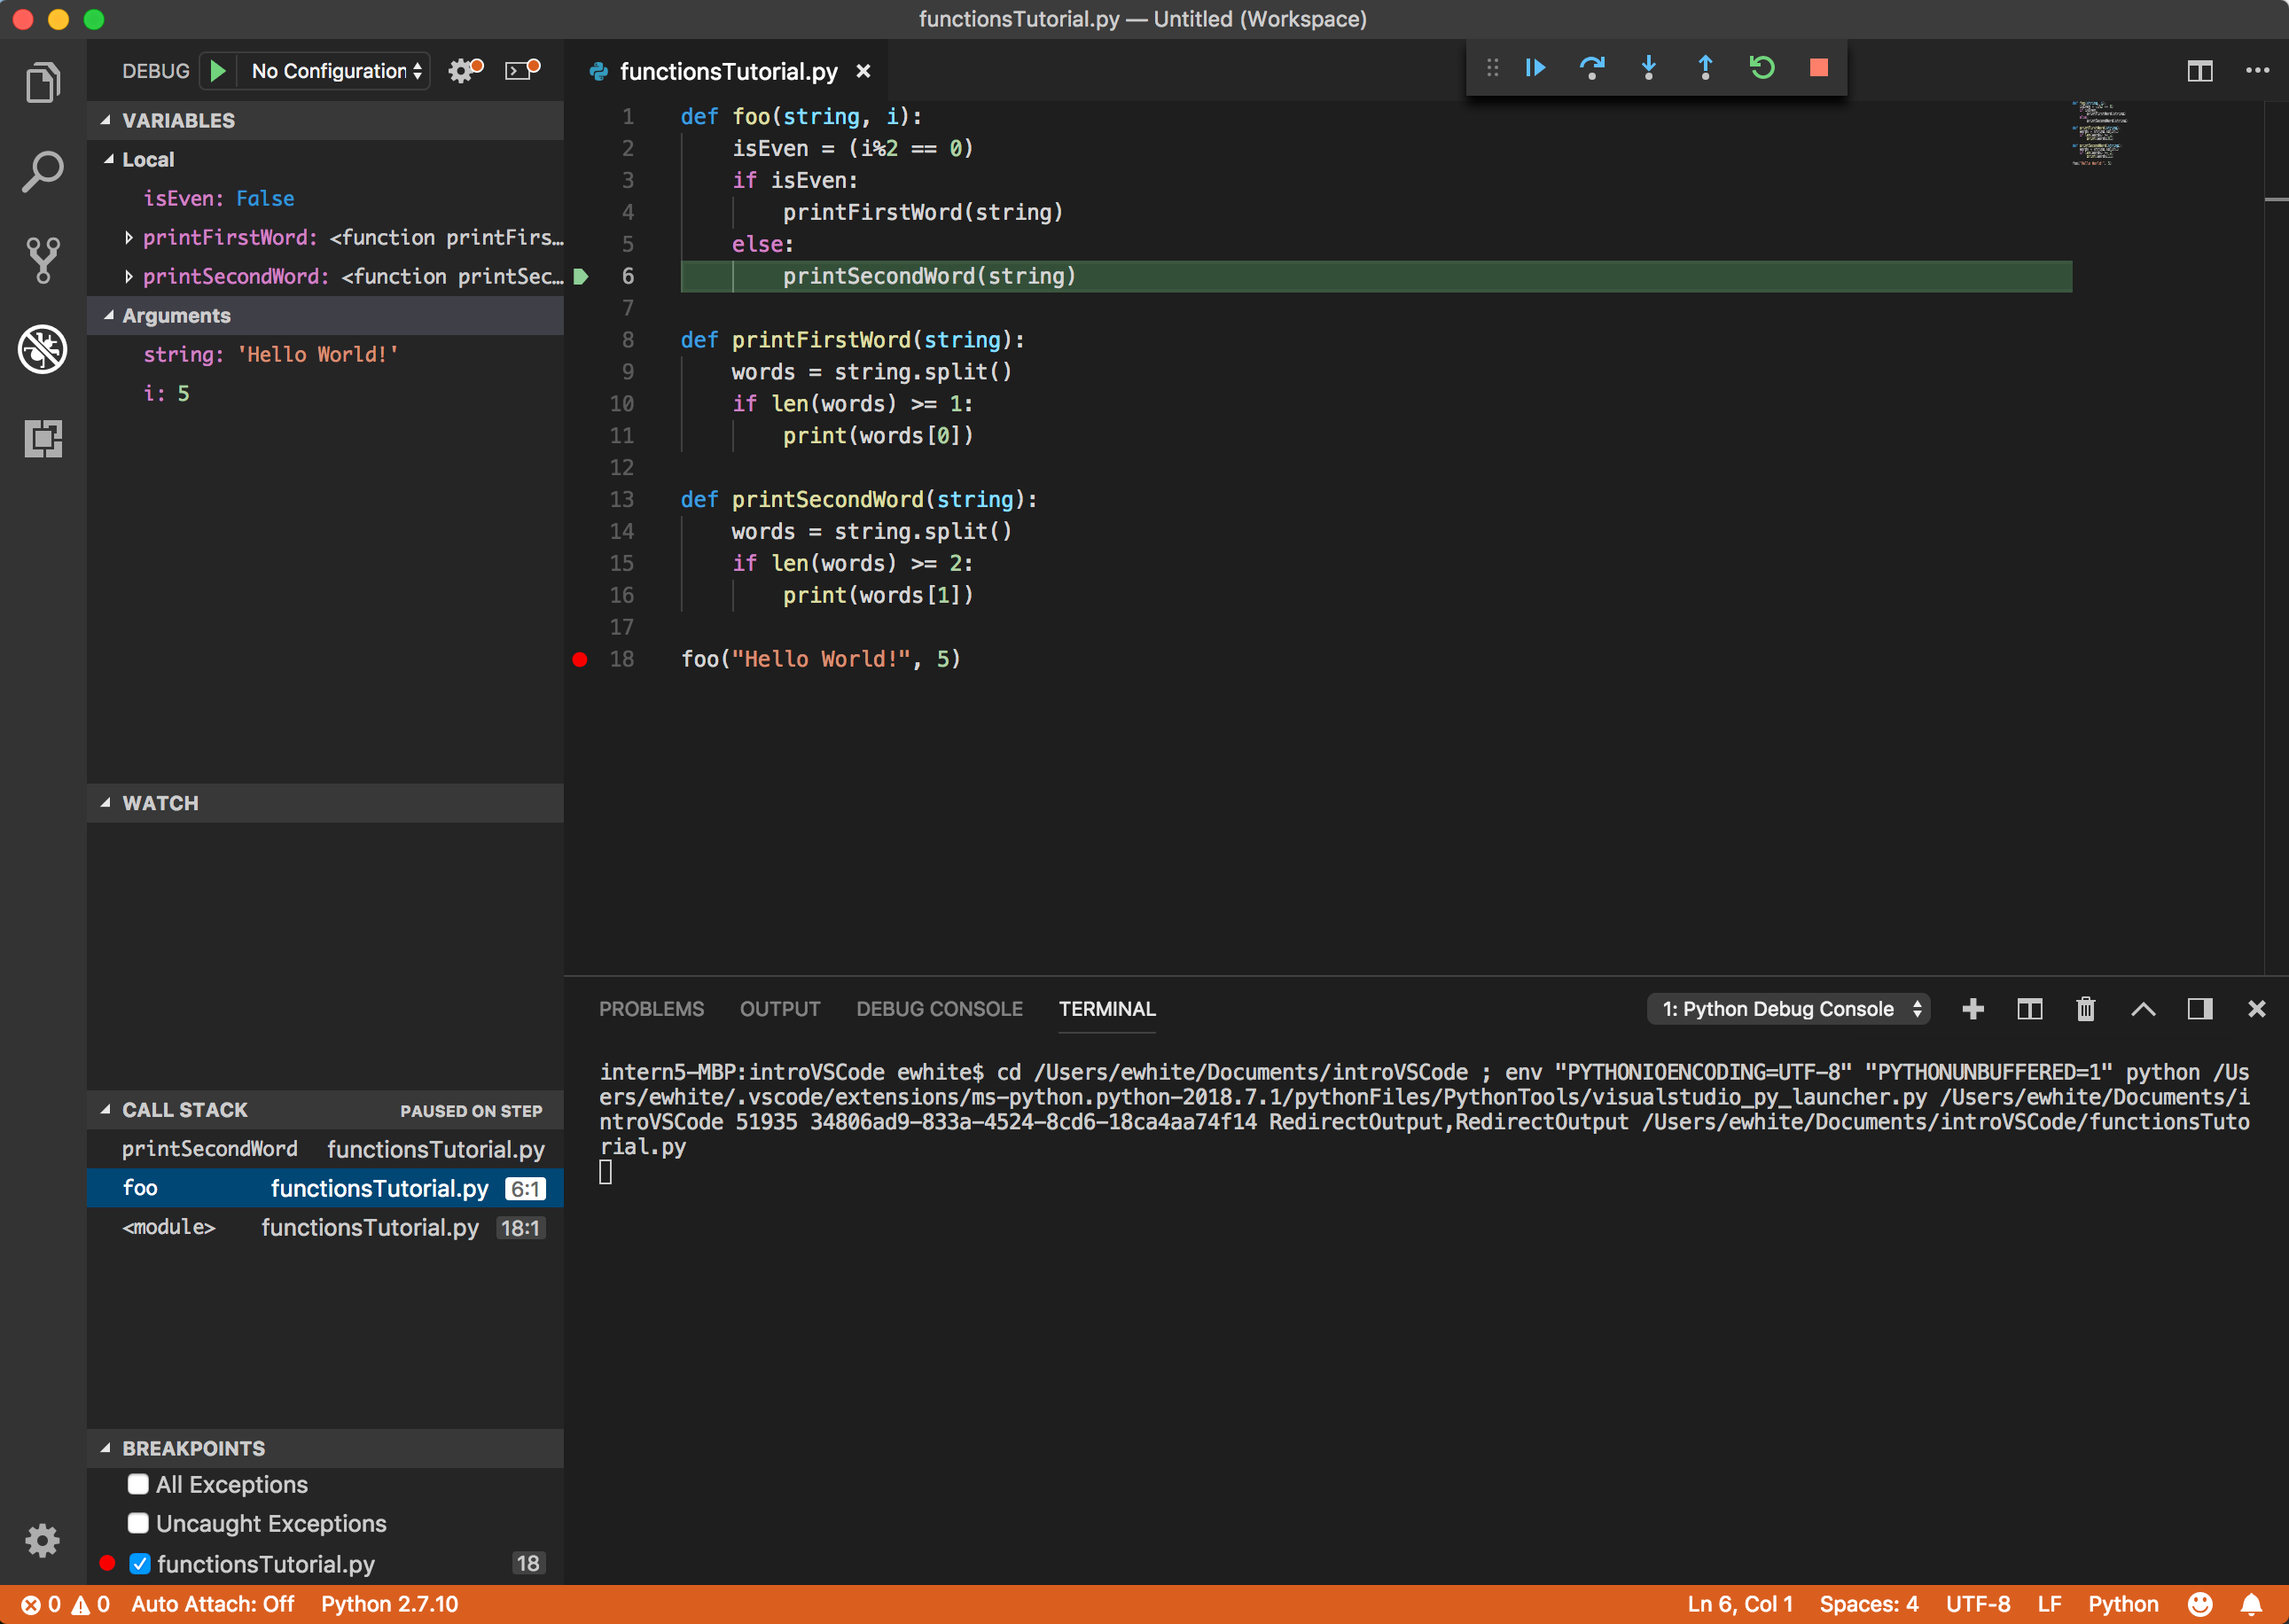 functionsTutorial.py — Untitled (Workspace)
DEBUG No Configuration
VARIABLES
Local
isEven: False
printFirstWord: <function printFirs…
printSecondWord: <function printSec…
Arguments
string: 'Hello World!'
i: 5
WATCH
CALL STACK PAUSED ON STEP
printSecondWord functionsTutorial.py
foo functionsTutorial.py 6:1
<module> functionsTutorial.py 18:1
BREAKPOINTS
All Exceptions
Uncaught Exceptions
functionsTutorial.py 18
functionsTutorial.py
1 def foo(string, i):
2 isEven = (i%2 == 0)
3 if isEven:
4 printFirstWord(string)
5 else:
6 printSecondWord(string)
7
8 def printFirstWord(string):
9 words = string.split()
10 if len(words) >= 1:
11 print(words[0])
12
13 def printSecondWord(string):
14 words = string.split()
15 if len(words) >= 2:
16 print(words[1])
17
18 foo("Hello World!", 5)
PROBLEMS OUTPUT DEBUG CONSOLE TERMINAL 1: Python Debug Console
intern5-MBP:introVSCode ewhite$ cd /Users/ewhite/Documents/introVSCode ; env "PYTHONIOENCODING=UTF-8" "PYTHONUNBUFFERED=1" python /Us
ers/ewhite/.vscode/extensions/ms-python.python-2018.7.1/pythonFiles/PythonTools/visualstudio_py_launcher.py /Users/ewhite/Documents/i
ntroVSCode 51935 34806ad9-833a-4524-8cd6-18ca4aa74f14 RedirectOutput,RedirectOutput /Users/ewhite/Documents/introVSCode/functionsTuto
rial.py
0 0 Auto Attach: Off Python 2.7.10 Ln 6, Col 1 Spaces: 4 UTF-8 LF Python